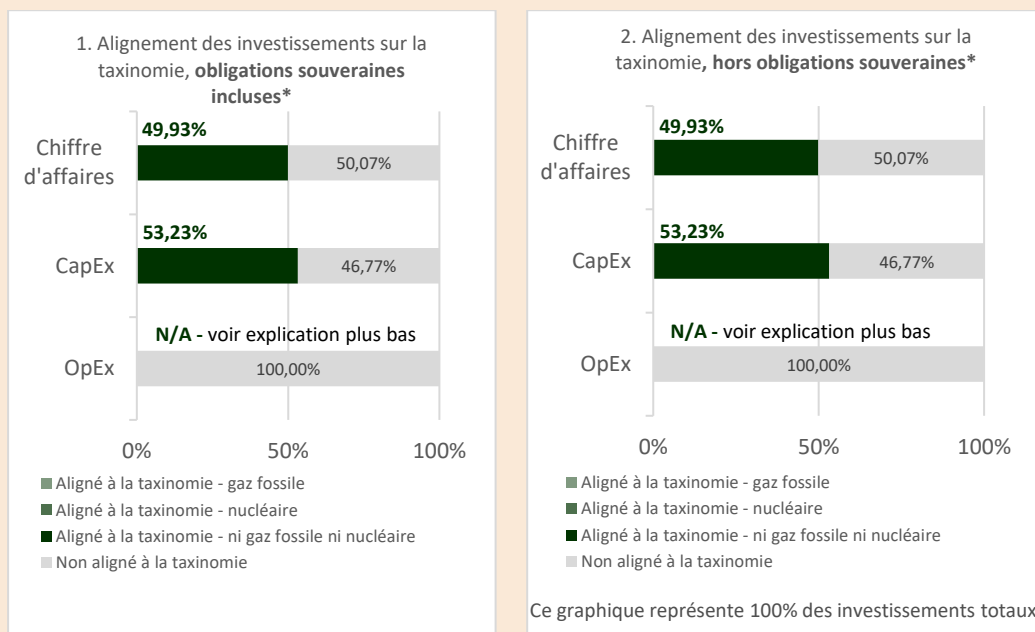 1. Alignement des investissements sur la
taxinomie, obligations souveraines
incluses*
Chiffre
d'affaires
49,93%
50,07%
CapEx
53,23%
46,77%
OpEx
N/A - voir explication plus bas
100,00%
0%
50%
100%
Aligné à la taxinomie - gaz fossile
Aligné à la taxinomie - nucléaire
Aligné à la taxinomie - ni gaz fossile ni nucléaire
Non aligné à la taxinomie
2. Alignement des investissements sur la
taxinomie, hors obligations souveraines*
Chiffre
d'affaires
49,93%
50,07%
CapEx
53,23%
46,77%
OpEx
N/A - voir explication plus bas
100,00%
0%
50%
100%
Aligné à la taxinomie - gaz fossile
Aligné à la taxinomie - nucléaire
Aligné à la taxinomie - ni gaz fossile ni nucléaire
Non aligné à la taxinomie
Ce graphique représente 100% des investissements totaux